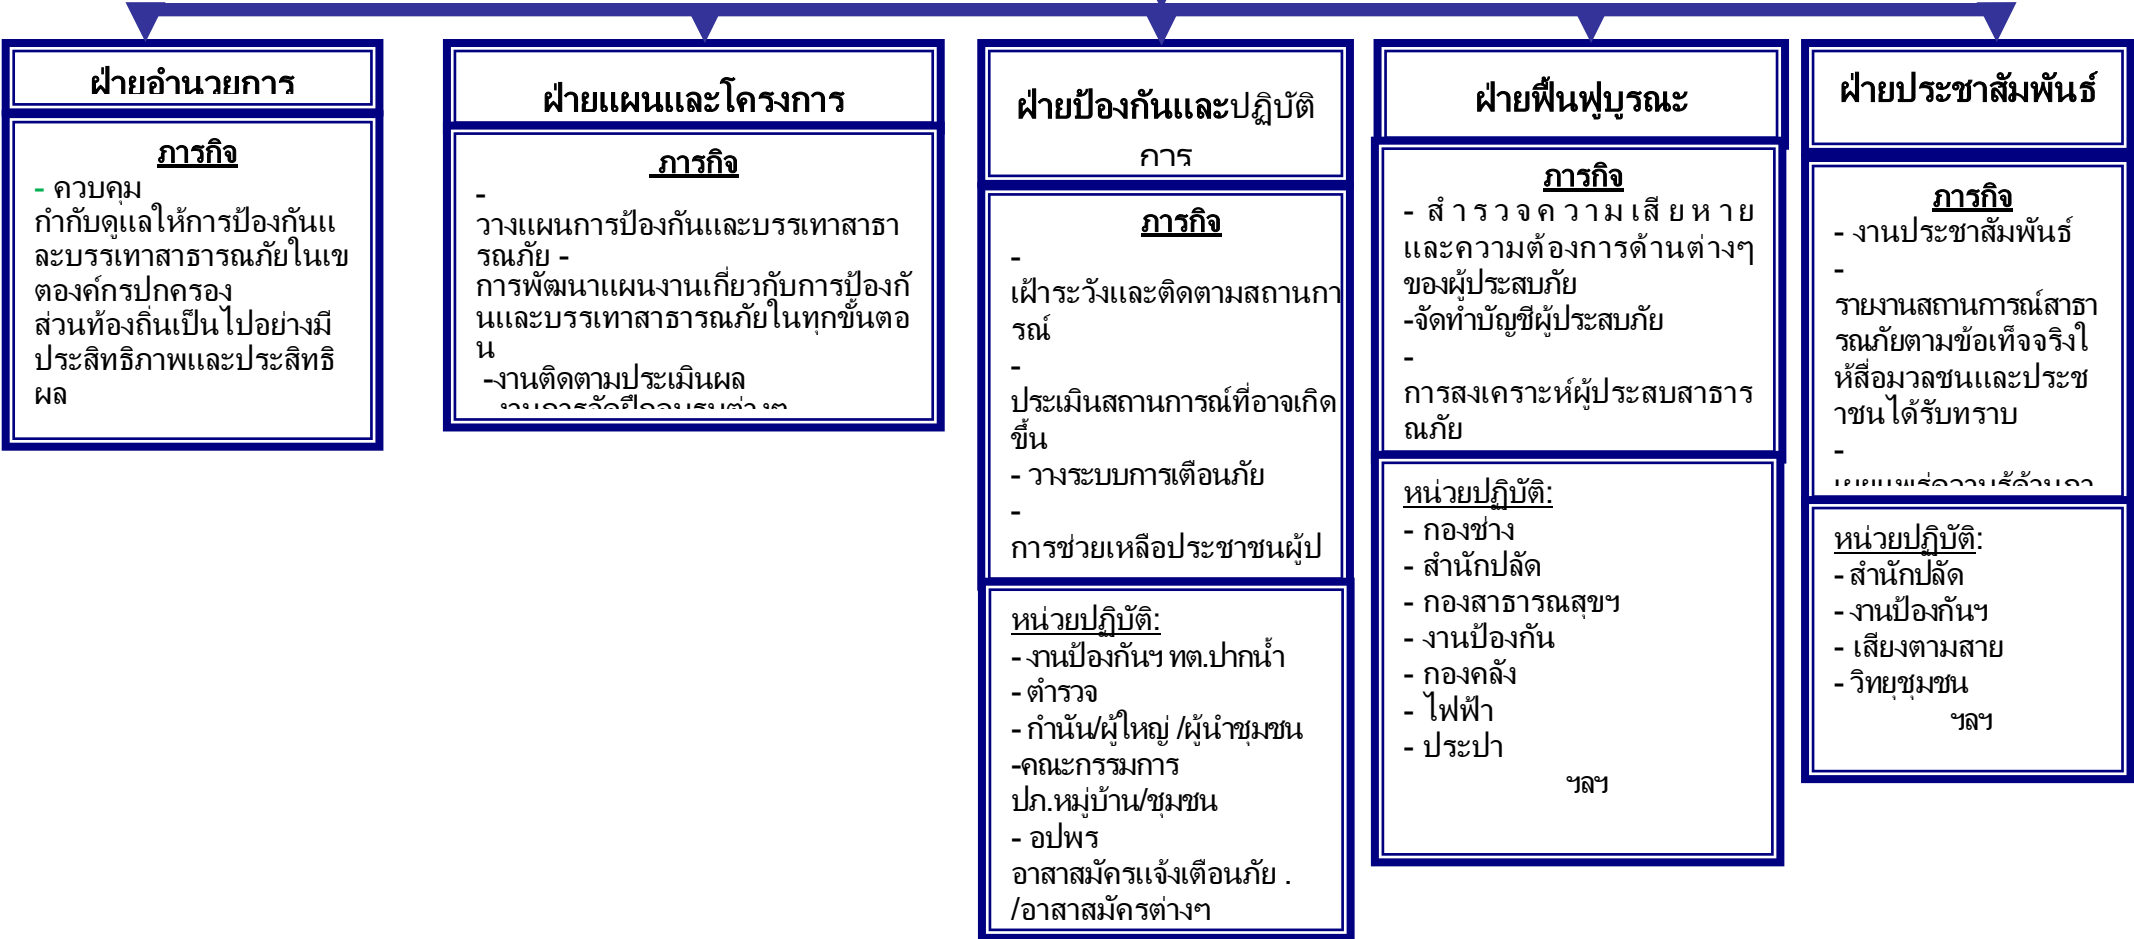 ฝ่ายอำนวยการ
ภารกิจ
- ควบคุม
กำกับดูแลให้การป้องกันแ
ละบรรเทาสาธารณภัยในเข
ตองค์กรปกครอง
ส่วนท้องถิ่นเป็นไปอย่างมี
ประสิทธิภาพและประสิทธิ
ผล
ฝ่ายแผนและโครงการ
ภารกิจ
-
วางแผนการป้องกันและบรรเทาสาธา
รณภัย -
การพัฒนาแผนงานเกี่ยวกับการป้องกั
นและบรรเทาสาธารณภัยในทุกขั้นตอ
น
-งานติดตามประเมินผล
ฝ่ายป้องกันและปฏิบัติ
การ
ภารกิจ
-
เฝ้าระวังและติดตามสถานกา
รณ์
-
ประเมินสถานการณ์ที่อาจเกิด
ขึ้น
- วางระบบการเตือนภัย
-
การช่วยเหลือประชาชนผู้ป
หน่วยปฏิบัติ:
- งานป้องกันฯ ทต.ปากน้ำ
- ตำรวจ
- กำนัน/ผู้ใหญ่ /ผู้นำชุมชน
-คณะกรรมการ
ปภ.หมู่บ้าน/ชุมชน
- อปพร
อาสาสมัครแจ้งเตือนภัย .
/อาสาสมัครต่างๆ
ฝ่ายฟื้นฟูบูรณะ
ภารกิจ
- สำรวจความเสียหาย
และความต้องการด้านต่างๆ
ของผู้ประสบภัย
-จัดทำบัญชีผู้ประสบภัย
-
การสงเคราะห์ผู้ประสบสาธาร
ณภัย
หน่วยปฏิบัติ:
- กองช่าง
- สำนักปลัด
- กองสาธารณสุขฯ
- งานป้องกัน
- กองคลัง
- ไฟฟ้า
- ประปา
ฯลฯ
ฝ่ายประชาสัมพันธ์
ภารกิจ
- งานประชาสัมพันธ์
-
รายงานสถานการณ์สาธา
รณภัยตามข้อเท็จจริงใ
ห้สื่อมวลชนและประช
าชนได้รับทราบ
-
หน่วยปฏิบัติ:
- สำนักปลัด
- งานป้องกันฯ
- เสียงตามสาย
- วิทยุชุมชน
ฯลฯ